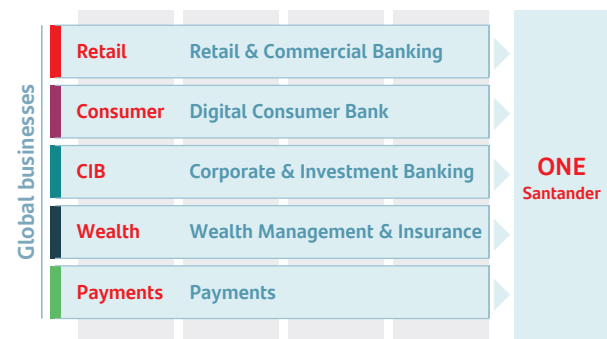 Global businesses
Retail Retail & Commercial Banking
Consumer Digital Consumer Bank
CIB Corporate & Investment Banking
Wealth Wealth Management & Insurance
Payments Payments
ONE
Santander